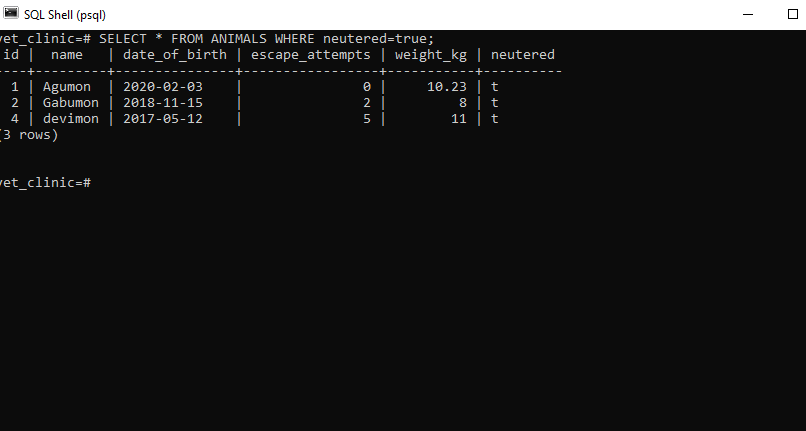 SQL Shell (psql)
vet_clinic=# SELECT * FROM ANIMALS WHERE neutered=true;
 id |  name   | date_of_birth | escape_attempts | weight_kg | neutered
----+---------+---------------+-----------------+-----------+----------
  1 | Agumon  | 2020-02-03    |               0 |     10.23 | t
  2 | Gabumon | 2018-11-15    |               2 |         8 | t
  4 | devimon | 2017-05-12    |               5 |        11 | t
(3 rows)
vet_clinic=#